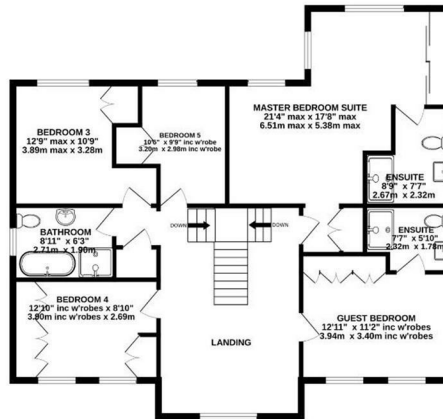 MASTER BEDROOM SUITE
21'4" max x 17'8" max
6.51m max x 5.38m max
BEDROOM 3
12'9" max x 10'9"
3.89m max x 3.28m
BEDROOM 5
10'6" x 9'9" inc w'robe
3.20m x 2.98m inc w'robe
ENSUITE
8'9" x 7'7"
2.67m x 2.32m
BATHROOM
8'11" x 6'3"
2.71m x 1.90m
DOWN
DOWN
ENSUITE
7'7" x 5'10"
2.32m x 1.78m
BEDROOM 4
12'10" inc w'robes x 8'10"
3.90m inc w'robes x 2.69m
LANDING
GUEST BEDROOM
12'11" x 11'2" inc w'robes
3.94m x 3.40m inc w'robes